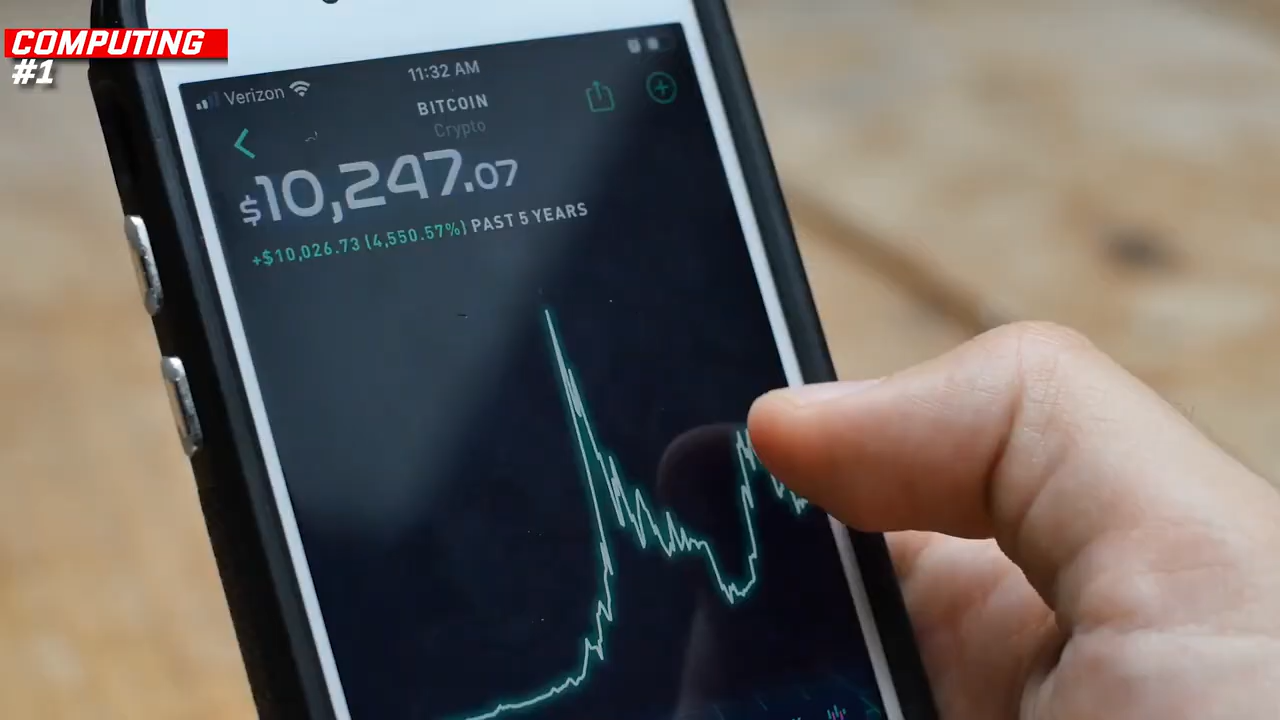 COMPUTING
#1
Verizon
11:32 AM
BITCOIN
Crypto
$10,247.07
+$10,026.73 (4,550.57%) PAST 5 YEARS